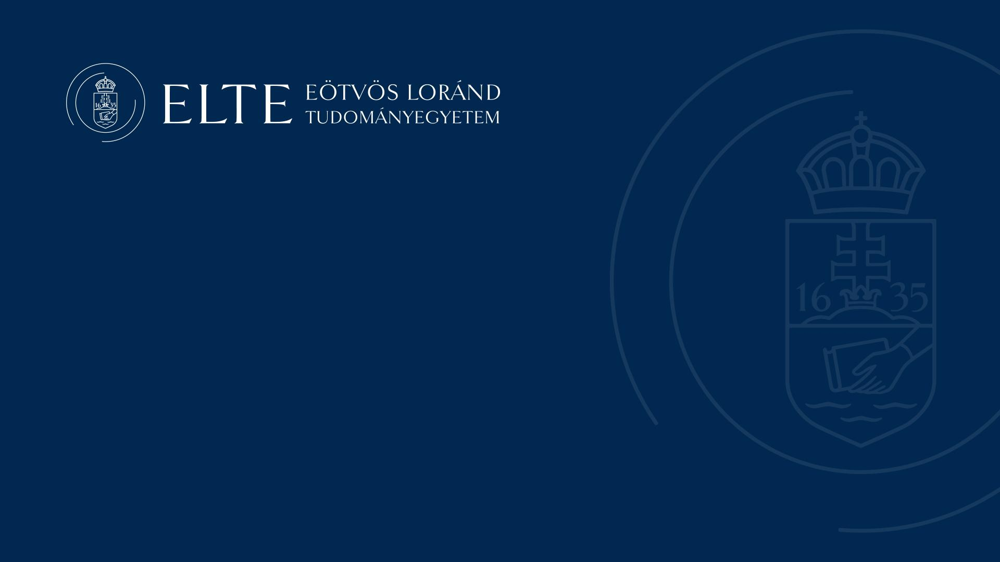 16 35
ELTE
EÖTVÖS LORÁND
TUDOMÁNYEGYETEM
16 35